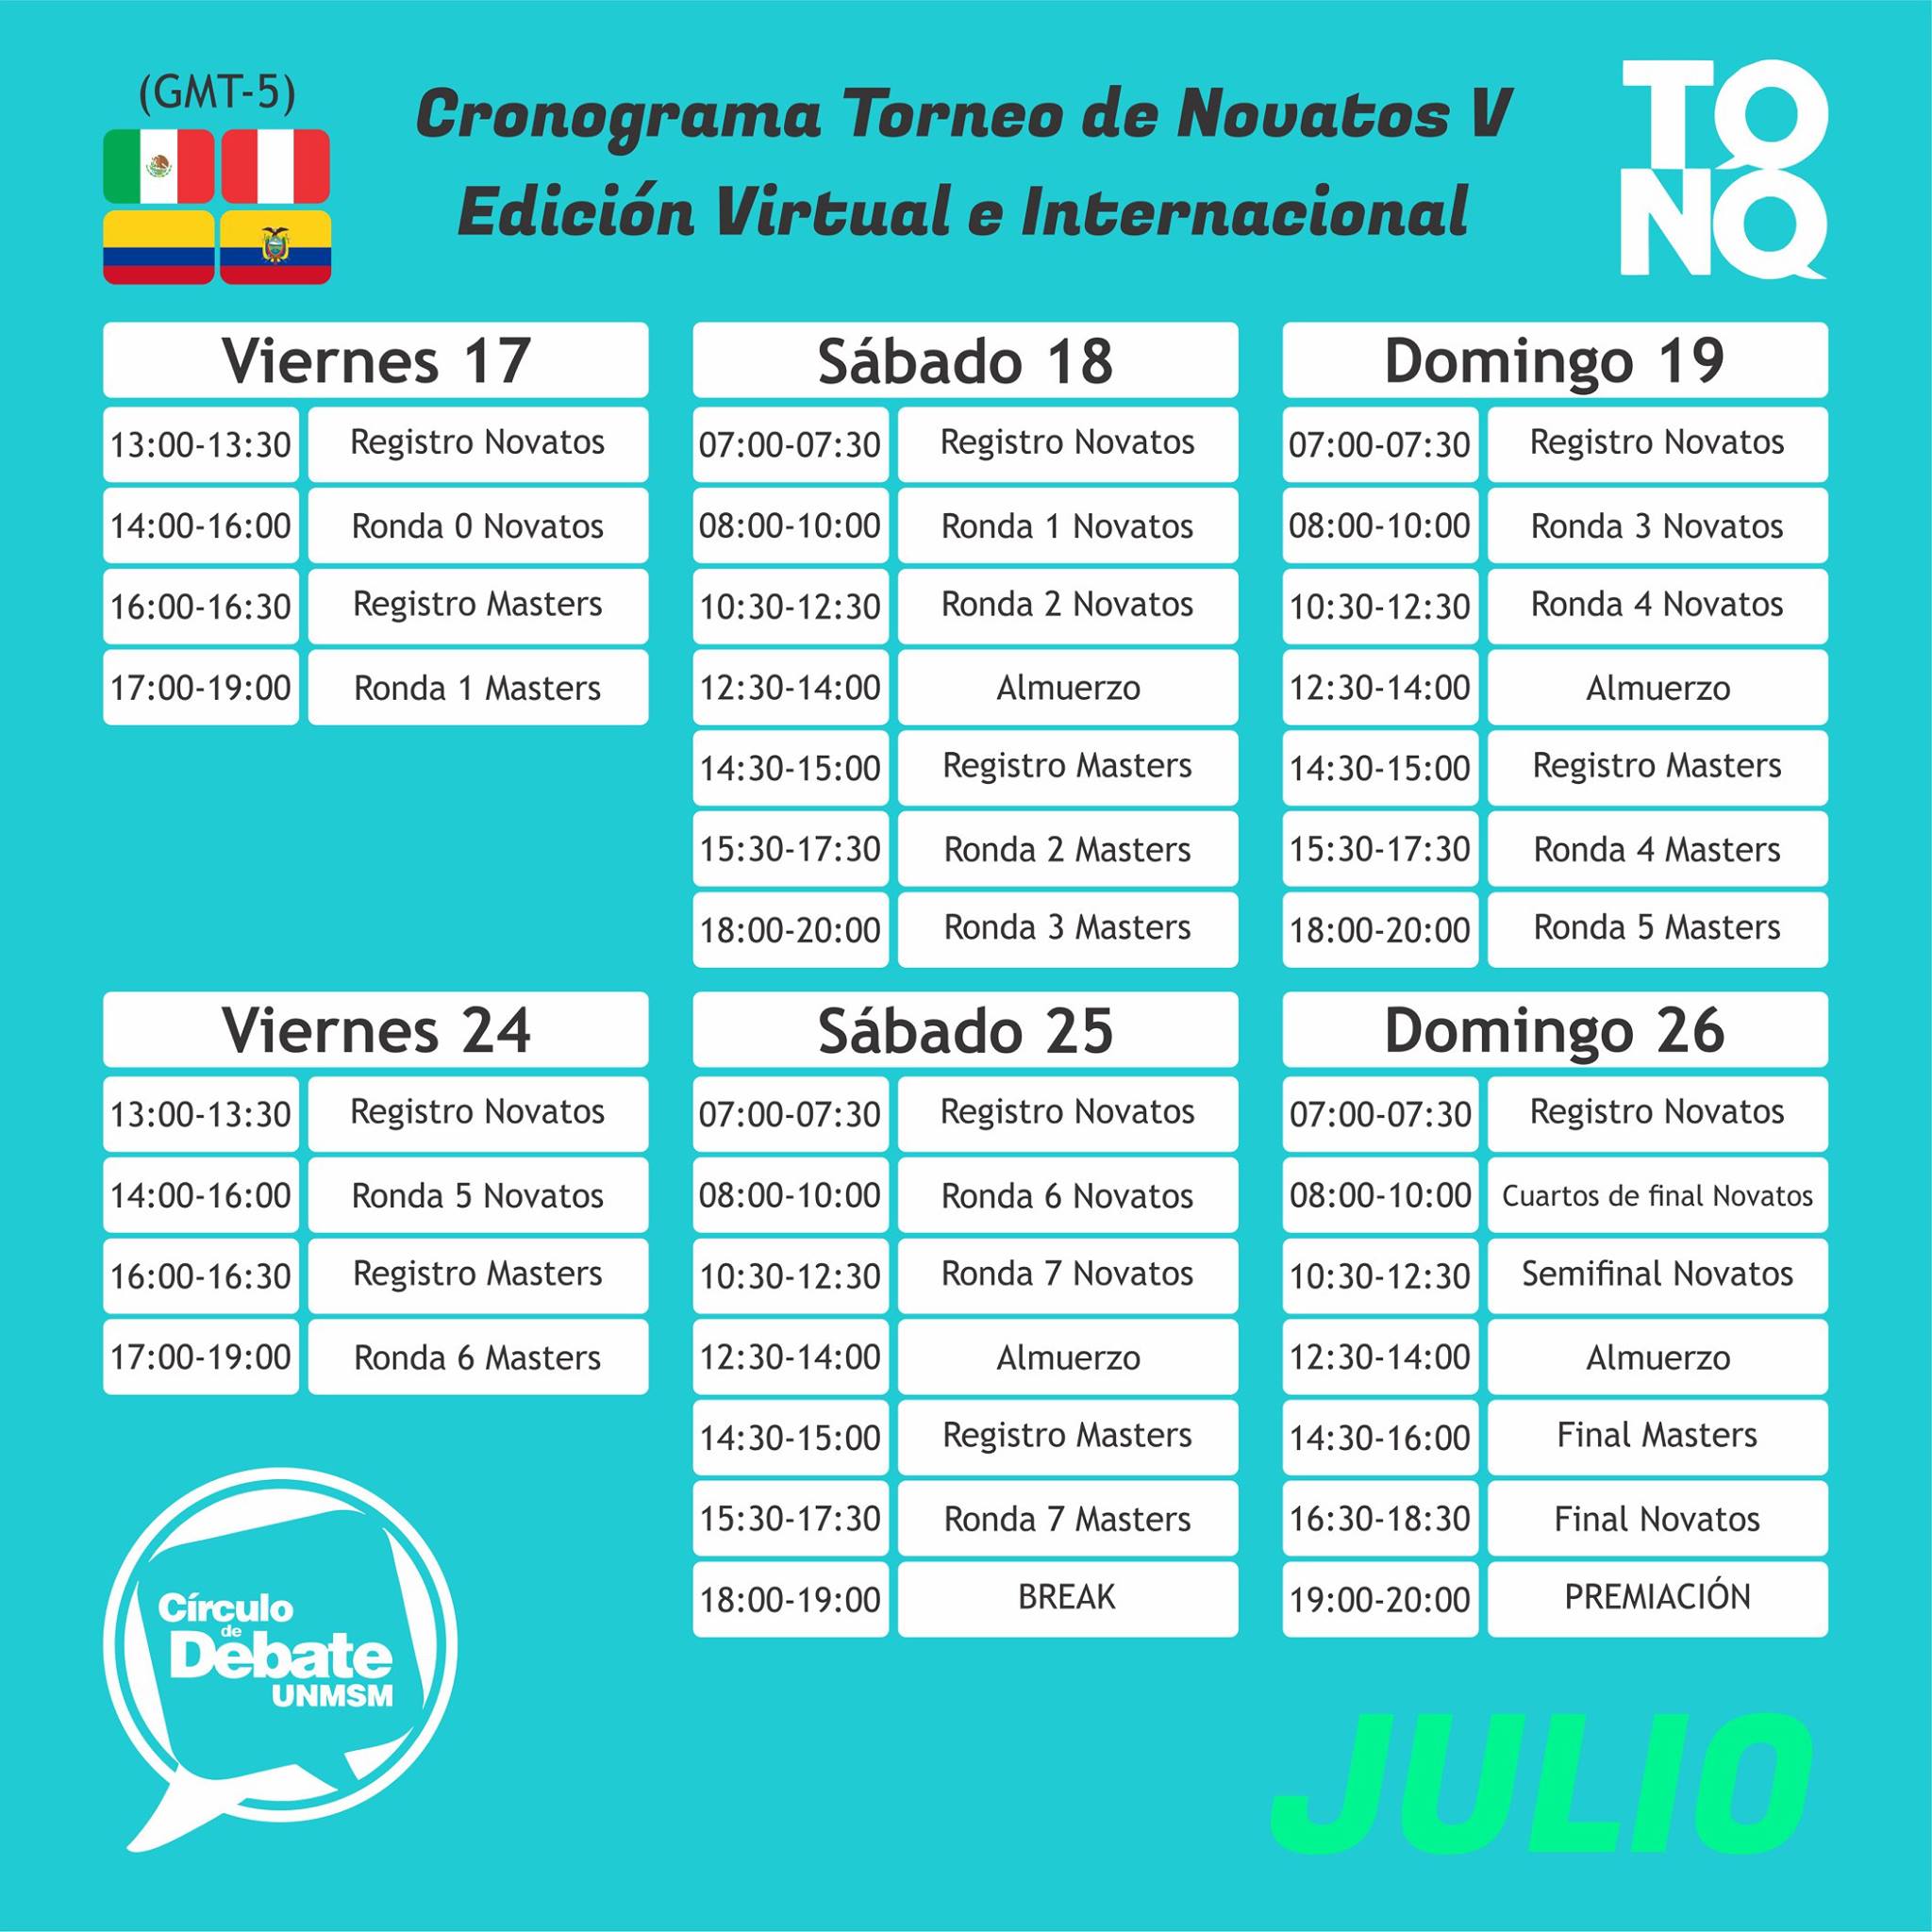 (GMT-5)
Cronograma Torneo de Novatos V
Edición Virtual e Internacional
TO
NO
Viernes 17
13:00-13:30 Registro Novatos
14:00-16:00 Ronda 0 Novatos
16:00-16:30 Registro Masters
17:00-19:00 Ronda 1 Masters
Sábado 18
07:00-07:30 Registro Novatos
08:00-10:00 Ronda 1 Novatos
10:30-12:30 Ronda 2 Novatos
12:30-14:00 Almuerzo
14:30-15:00 Registro Masters
15:30-17:30 Ronda 2 Masters
18:00-20:00 Ronda 3 Masters
Domingo 19
07:00-07:30 Registro Novatos
08:00-10:00 Ronda 3 Novatos
10:30-12:30 Ronda 4 Novatos
12:30-14:00 Almuerzo
14:30-15:00 Registro Masters
15:30-17:30 Ronda 4 Masters
18:00-20:00 Ronda 5 Masters
Viernes 24
13:00-13:30 Registro Novatos
14:00-16:00 Ronda 5 Novatos
16:00-16:30 Registro Masters
17:00-19:00 Ronda 6 Masters
Sábado 25
07:00-07:30 Registro Novatos
08:00-10:00 Ronda 6 Novatos
10:30-12:30 Ronda 7 Novatos
12:30-14:00 Almuerzo
14:30-15:00 Registro Masters
15:30-17:30 Ronda 7 Masters
18:00-19:00 BREAK
Domingo 26
07:00-07:30 Registro Novatos
08:00-10:00 Cuartos de final Novatos
10:30-12:30 Semifinal Novatos
12:30-14:00 Almuerzo
14:30-16:00 Final Masters
16:30-18:30 Final Novatos
19:00-20:00 PREMIACIÓN
Círculo
de
Debate
UNMSM
JULIO